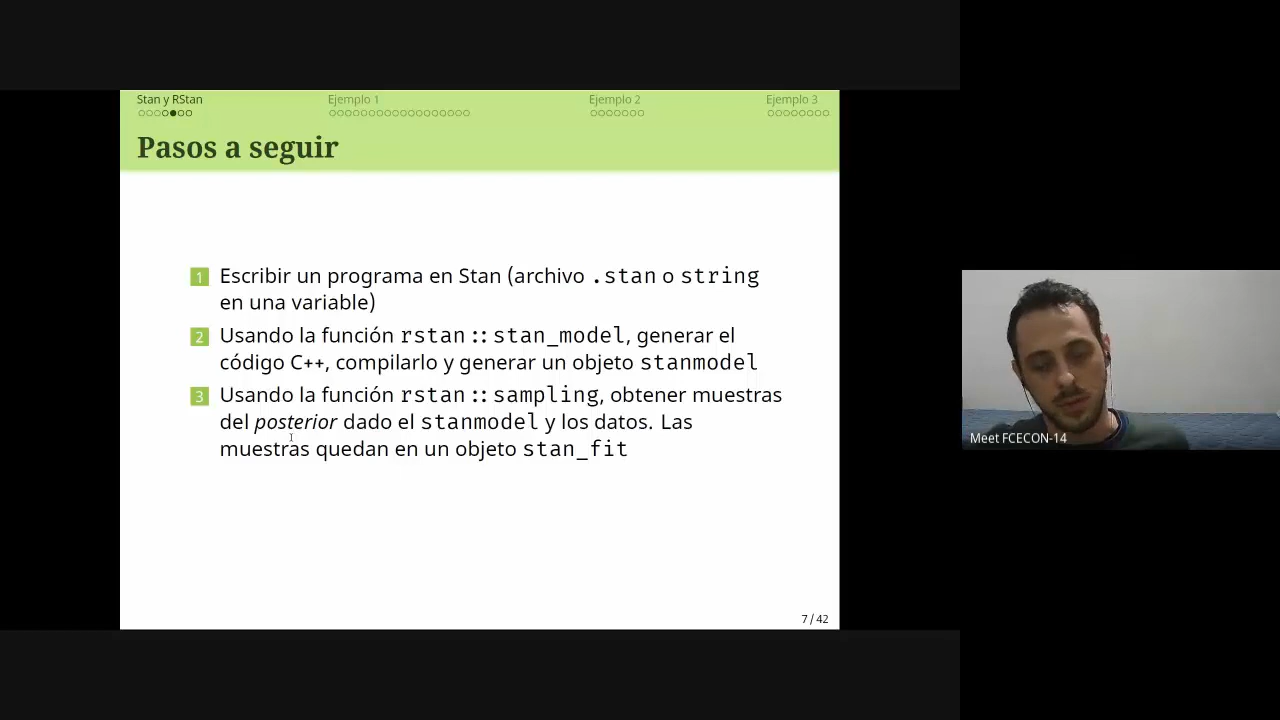 Stan y RStan
Ejemplo 1
Ejemplo 2
Ejemplo 3
Pasos a seguir
1 Escribir un programa en Stan (archivo .stan o string
en una variable)
2 Usando la función rstan::stan_model, generar el
código C++, compilarlo y generar un objeto stanmodel
3 Usando la función rstan::sampling, obtener muestras
del posterior dado el stanmodel y los datos. Las
muestras quedan en un objeto stan_fit
7 / 42
Meet FCECON-14